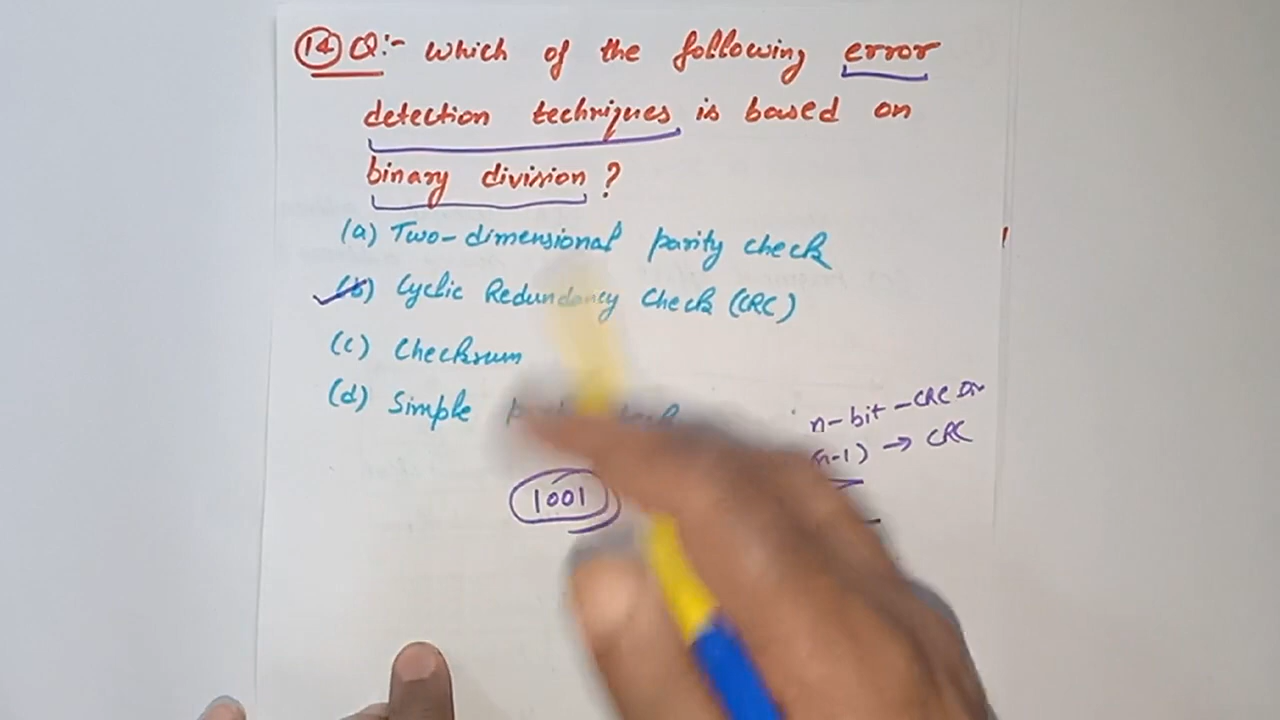 14 Q:- Which of the following error
detection techniques is based on
binary division ?
(a) Two-dimensional parity check
(b) Cyclic Redundancy Check (CRC)
(c) Checksum
(d) Simple
n-bit - CRC
(n-1) → CRC
1001